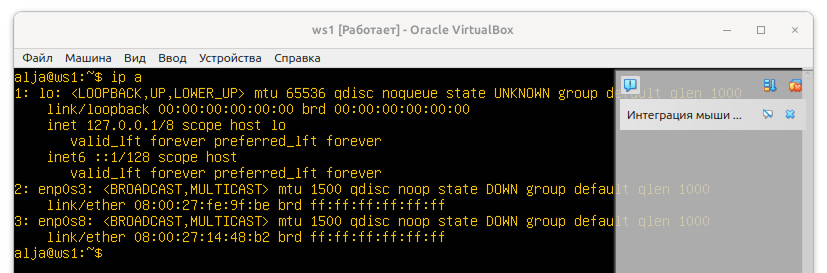 ws1 [Работает] - Oracle VirtualBox
Файл Машина Вид Ввод Устройства Справка
alja@ws1:~$ ip a
1: lo: <LOOPBACK,UP,LOWER_UP> mtu 65536 qdisc noqueue state UNKNOWN group default qlen 1000
    link/loopback 00:00:00:00:00:00 brd 00:00:00:00:00:00
    inet 127.0.0.1/8 scope host lo
       valid_lft forever preferred_lft forever
    inet6 ::1/128 scope host
       valid_lft forever preferred_lft forever
2: enp0s3: <BROADCAST,MULTICAST> mtu 1500 qdisc noop state DOWN group default qlen 1000
    link/ether 08:00:27:fe:9f:be brd ff:ff:ff:ff:ff:ff
3: enp0s8: <BROADCAST,MULTICAST> mtu 1500 qdisc noop state DOWN group default qlen 1000
    link/ether 08:00:27:14:48:b2 brd ff:ff:ff:ff:ff:ff
alja@ws1:~$
Интеграция мыши ...